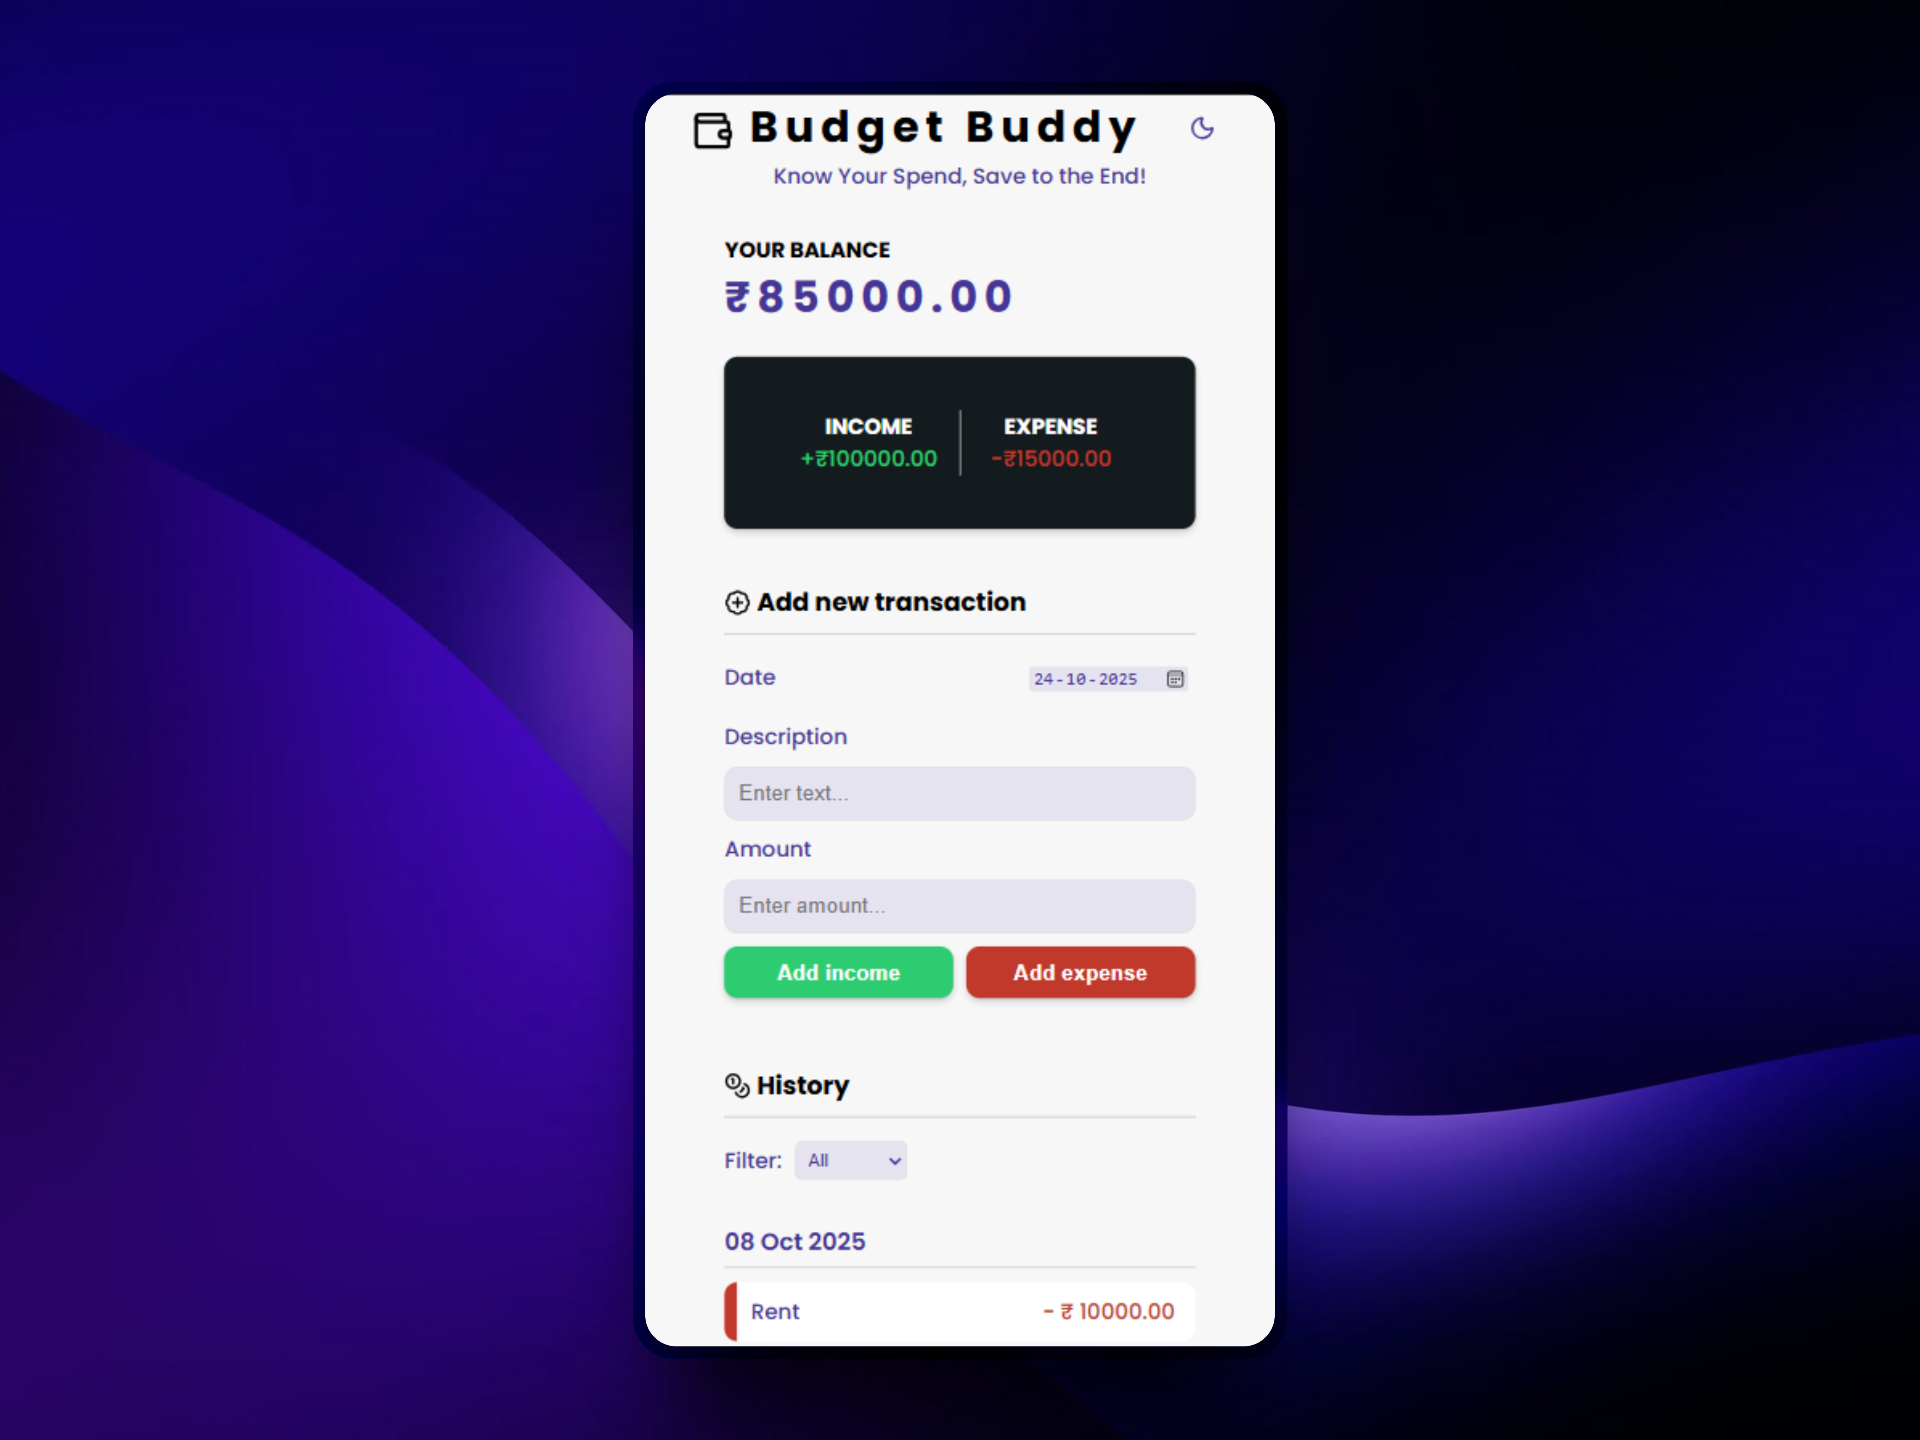 Budget Buddy
Know Your Spend, Save to the End!
YOUR BALANCE
₹85000.00
INCOME
EXPENSE
+₹100000.00
-₹15000.00
Add new transaction
Date
24-10-2025
Description
Enter text...
Amount
Enter amount...
Add income
Add expense
History
Filter:
All
08 Oct 2025
Rent
- ₹ 10000.00